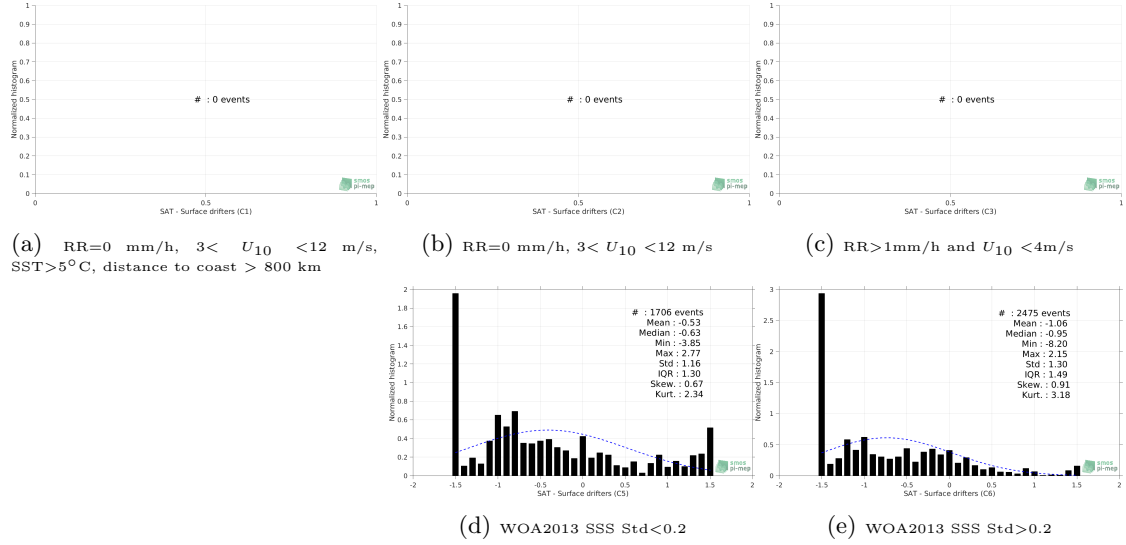 1
0.9
0.8
0.7
0.6
0.5
0.4
0.3
0.2
0.1
0
Normalized histogram
# : 0 events
smos
pi-mep
0 0.5 1
SAT - Surface drifters (C1)
1
0.9
0.8
0.7
0.6
0.5
0.4
0.3
0.2
0.1
0
Normalized histogram
# : 0 events
smos
pi-mep
0 0.5 1
SAT - Surface drifters (C2)
1
0.9
0.8
0.7
0.6
0.5
0.4
0.3
0.2
0.1
0
Normalized histogram
# : 0 events
smos
pi-mep
0 0.5 1
SAT - Surface drifters (C3)
(a) RR=0 mm/h, 3< U10 <12 m/s,
SST>5°C, distance to coast > 800 km
(b) RR=0 mm/h, 3< U10 <12 m/s
(c) RR>1mm/h and U10 <4m/s
2
1.8
1.6
1.4
1.2
1
0.8
0.6
0.4
0.2
0
Normalized histogram
# : 1706 events
Mean : -0.53
Median : -0.63
Min : -3.85
Max : 2.77
Std : 1.16
IQR : 1.30
Skew. : 0.67
Kurt. : 2.34
smos
pi-mep
-2 -1.5 -1 -0.5 0 0.5 1 1.5 2
SAT - Surface drifters (C5)
3
2.5
2
1.5
1
0.5
0
Normalized histogram
# : 2475 events
Mean : -1.06
Median : -0.95
Min : -8.20
Max : 2.15
Std : 1.30
IQR : 1.49
Skew. : 0.91
Kurt. : 3.18
smos
pi-mep
-2 -1.5 -1 -0.5 0 0.5 1 1.5 2
SAT - Surface drifters (C6)
(d) WOA2013 SSS Std<0.2
(e) WOA2013 SSS Std>0.2